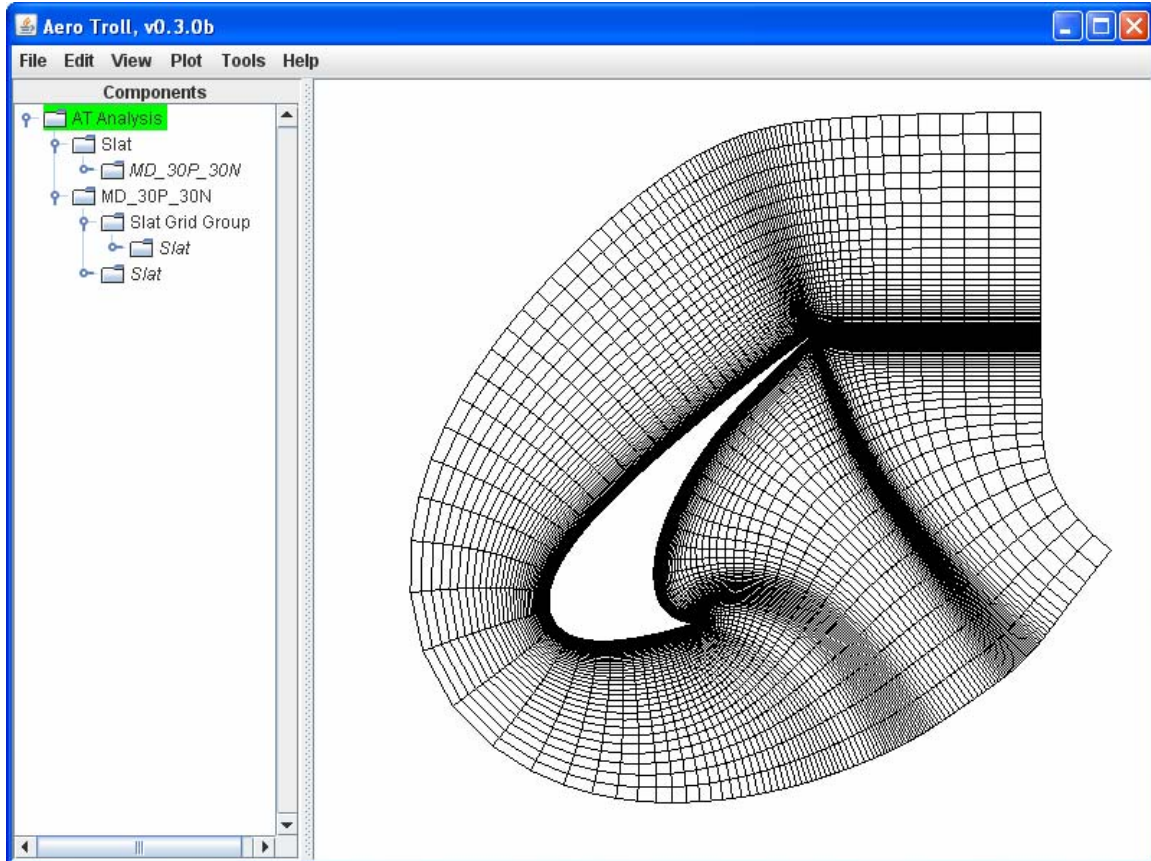 Aero Troll, v0.3.0b
File Edit View Plot Tools Help
Components
AT Analysis
Slat
MD_30P_30N
MD_30P_30N
Slat Grid Group
Slat
Slat